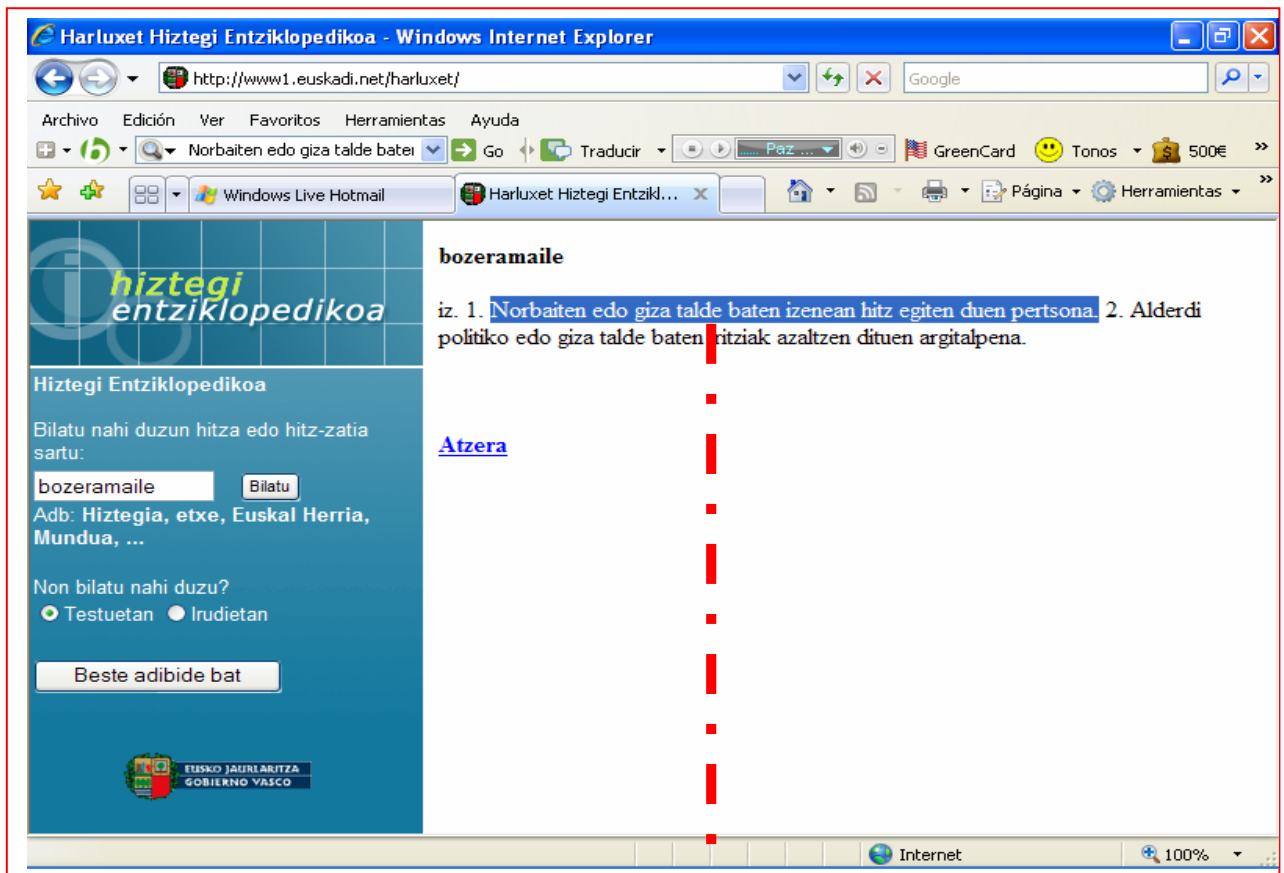 Harluxet Hiztegi Entziklopedikoa - Windows Internet Explorer
http://www1.euskadi.net/harluxet/
Google
Archivo Edición Ver Favoritos Herramientas Ayuda
Norbaiten edo giza talde bater Go Traducir Paz ... GreenCard Tonos 500€ »
Windows Live Hotmail Harluxet Hiztegi Entzikl... Página Herramientas »
hiztegi
entziklopedikoa
Hiztegi Entziklopedikoa
Bilatu nahi duzun hitza edo hitz-zatia
sartu:
bozeramaile Bilatu
Adb: Hiztegia, etxe, Euskal Herria,
Mundua, ...
Non bilatu nahi duzu?
Testuetan Irudietan
Beste adibide bat
EUSKO JAURLARITZA
GOBIERNO VASCO
bozeramaile
iz. 1. Norbaiten edo giza talde baten izenean hitz egiten duen pertsona. 2. Alderdi
politiko edo giza talde baten iritziak azaltzen dituen argitalpena.
Atzera
Internet 100%